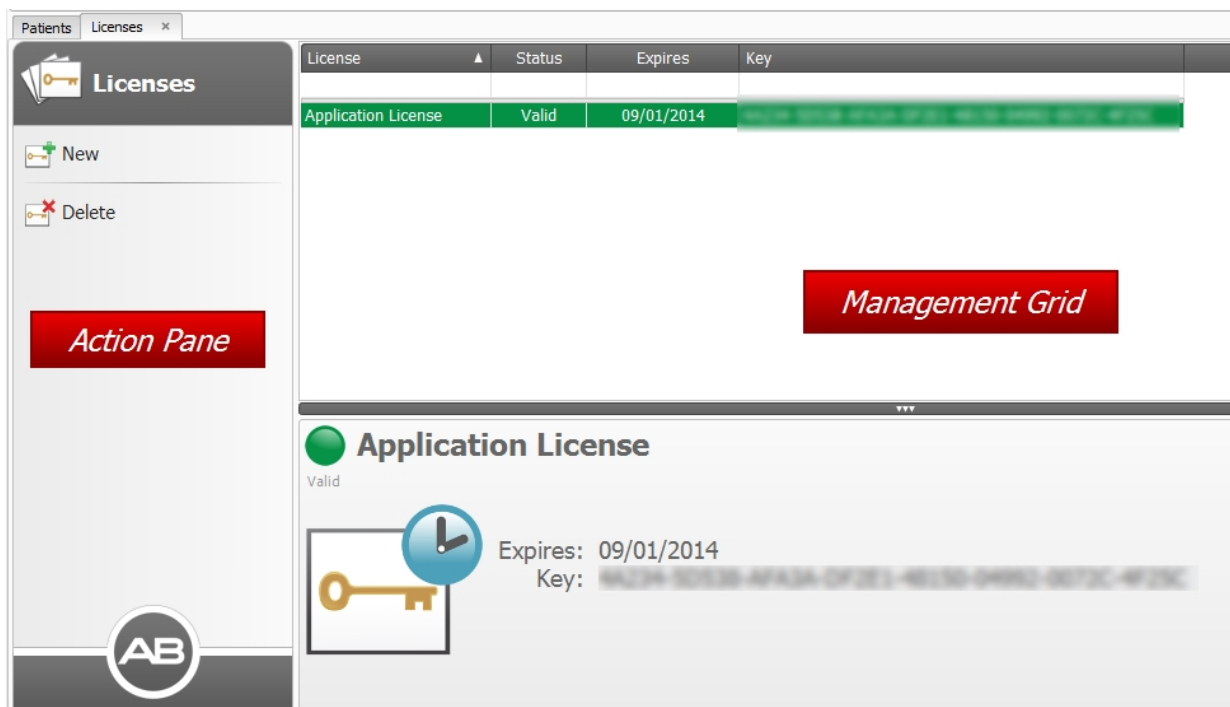 Patients Licenses ×
Licenses
New
Delete
Action Pane
AB
License Status Expires Key
Application License Valid 09/01/2014
Management Grid
Application License
Valid
Expires: 09/01/2014
Key: